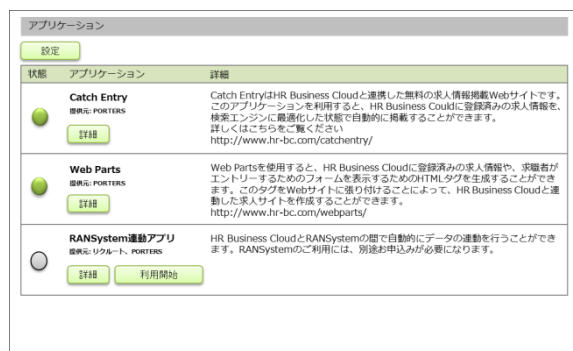 アプリケーション
設定
状態 アプリケーション 詳細
Catch Entry
提供元: PORTERS
詳細
Catch EntryはHR Business Cloudと連携した無料の求人情報掲載Webサイトです。
このアプリケーションを利用すると、HR Business Couldに登録済みの求人情報を、
検索エンジンに最適化した状態で自動的に掲載することができます。
詳しくはこちらをご覧ください
http://www.hr-bc.com/catchentry/
Web Parts
提供元: PORTERS
詳細
Web Partsを使用すると、HR Business Cloudに登録済みの求人情報や、求職者が
エントリーするためのフォームを表示するためのHTMLタグを生成することができ
ます。このタグをWebサイトに張り付けることによって、HR Business Cloudと連
動した求人サイトを作成することができます。
http://www.hr-bc.com/webparts/
RANSystem連動アプリ
提供元: リクルート、PORTERS
詳細 利用開始
HR Business CloudとRANSystemの間で自動的にデータの連動を行うことができ
ます。RANSystemのご利用には、別途お申込みが必要になります。